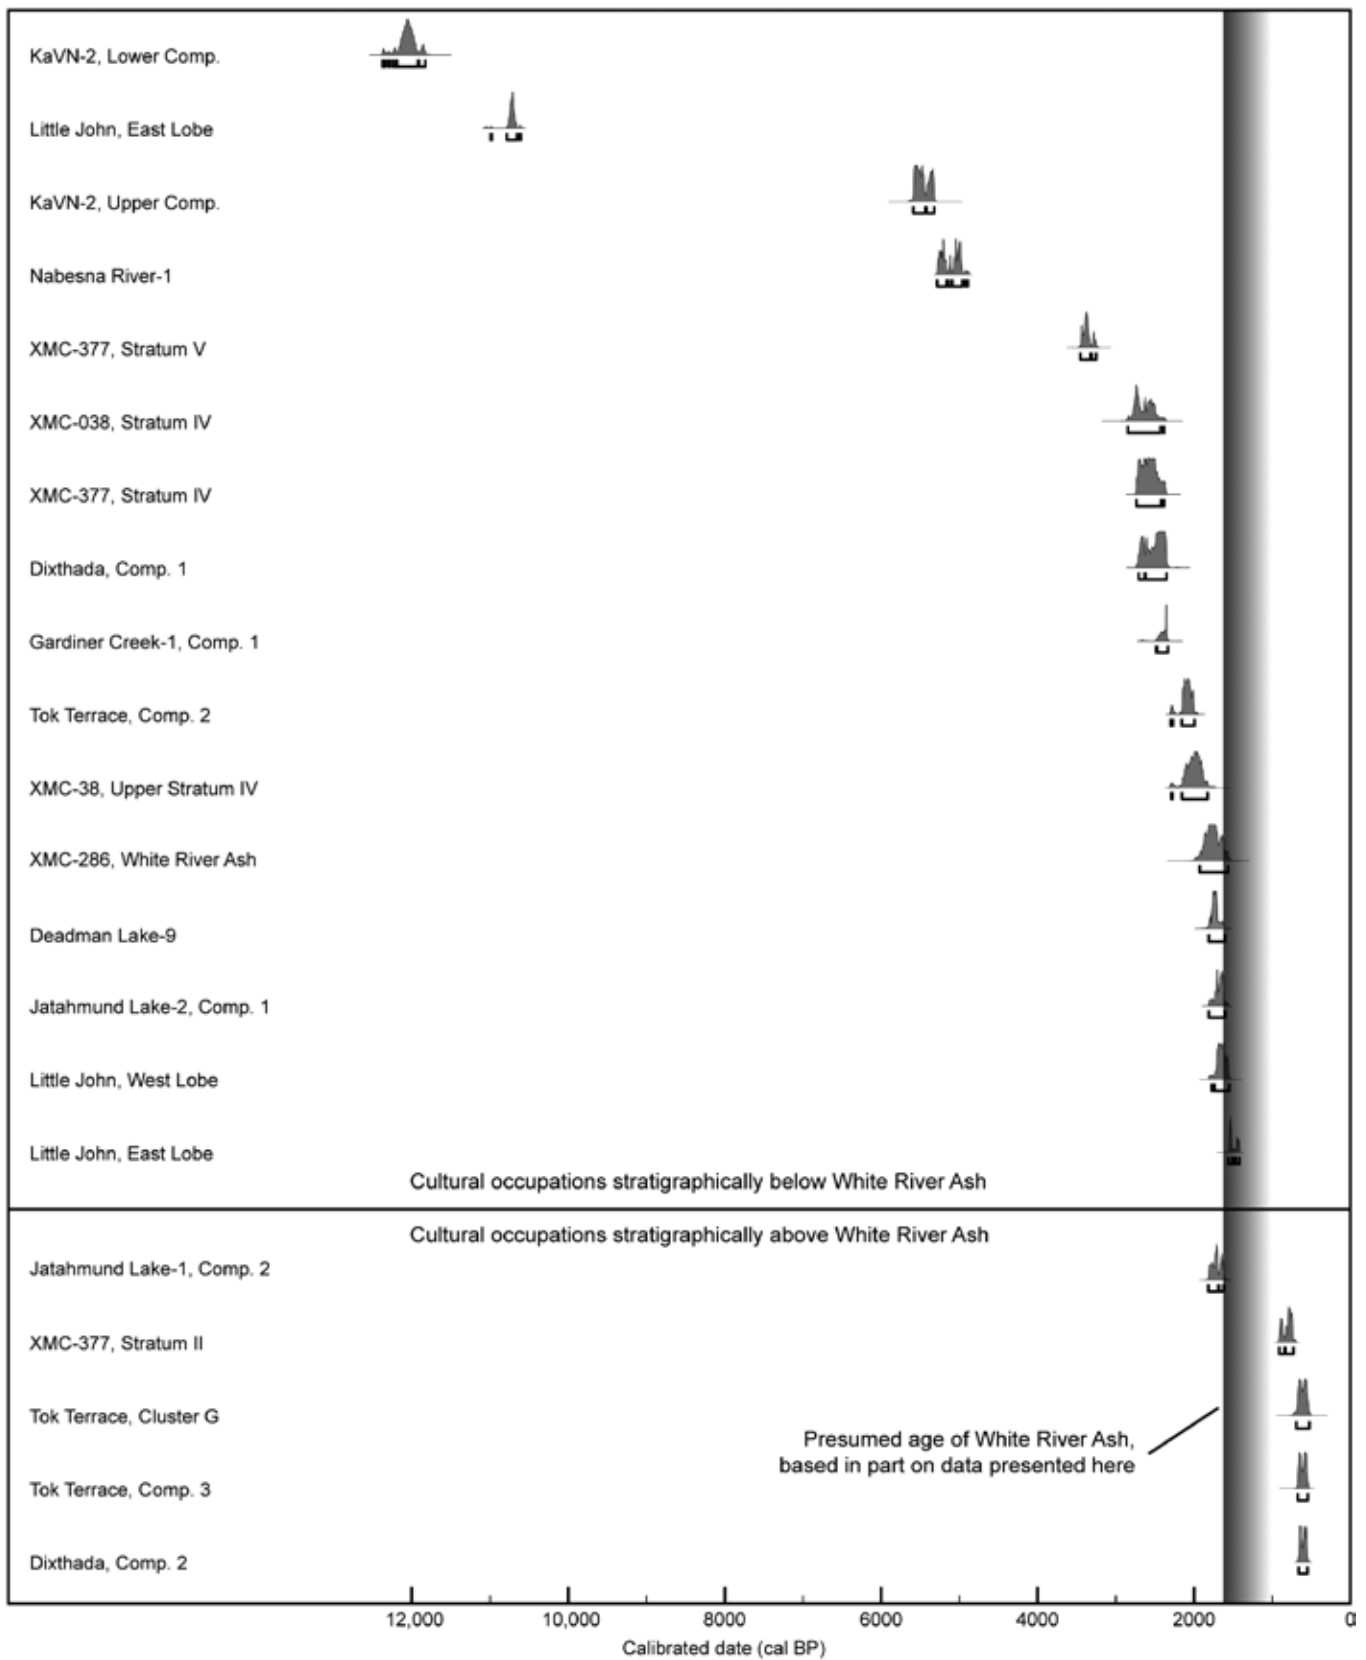 KaVN-2, Lower Comp.
Little John, East Lobe
KaVN-2, Upper Comp.
Nabesna River-1
XMC-377, Stratum V
XMC-038, Stratum IV
XMC-377, Stratum IV
Dixthada, Comp. 1
Gardiner Creek-1, Comp. 1
Tok Terrace, Comp. 2
XMC-38, Upper Stratum IV
XMC-286, White River Ash
Deadman Lake-9
Jatahmund Lake-2, Comp. 1
Little John, West Lobe
Little John, East Lobe
Cultural occupations stratigraphically below White River Ash
Cultural occupations stratigraphically above White River Ash
Jatahmund Lake-1, Comp. 2
XMC-377, Stratum II
Tok Terrace, Cluster G
Presumed age of White River Ash,
based in part on data presented here
Tok Terrace, Comp. 3
Dixthada, Comp. 2
12,000 10,000 8000 6000 4000 2000 0
Calibrated date (cal BP)